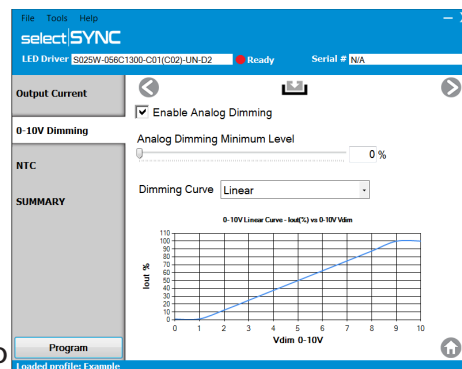 File Tools Help
select SYNC
LED Driver S025W-056C1300-C01(C02)-UN-D2 Ready Serial # N/A
Output Current
0-10V Dimming
NTC
SUMMARY
Enable Analog Dimming
Analog Dimming Minimum Level
0 %
Dimming Curve Linear
0-10V Linear Curve - Iout(%) vs 0-10V Vdim
Iout %
110
100
90
80
70
60
50
40
30
20
10
0
0 1 2 3 4 5 6 7 8 9 10
Vdim 0-10V
Program
Loaded profile: Example